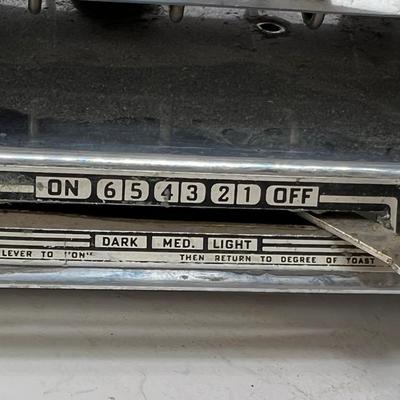 ON 6 5 4 3 2 1 OFF
DARK MED. LIGHT
LEVER TO "ON" THEN RETURN TO DEGREE OF TOAST